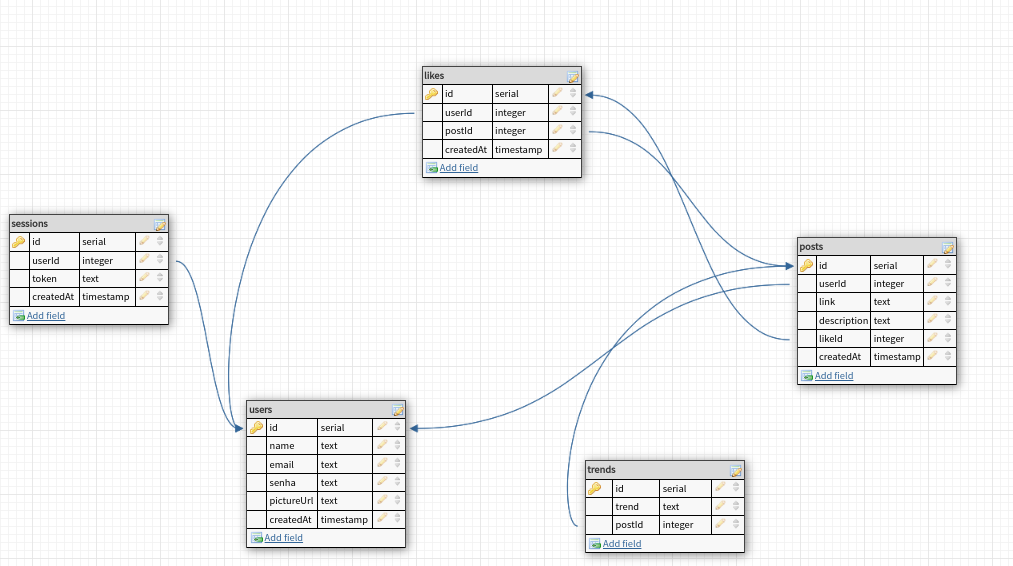 likes
id serial
userId integer
postId integer
createdAt timestamp
Add field
sessions
id serial
userId integer
token text
createdAt timestamp
Add field
posts
id serial
userId integer
link text
description text
likeId integer
createdAt timestamp
Add field
users
id serial
name text
email text
senha text
pictureUrl text
createdAt timestamp
Add field
trends
id serial
trend text
postId integer
Add field